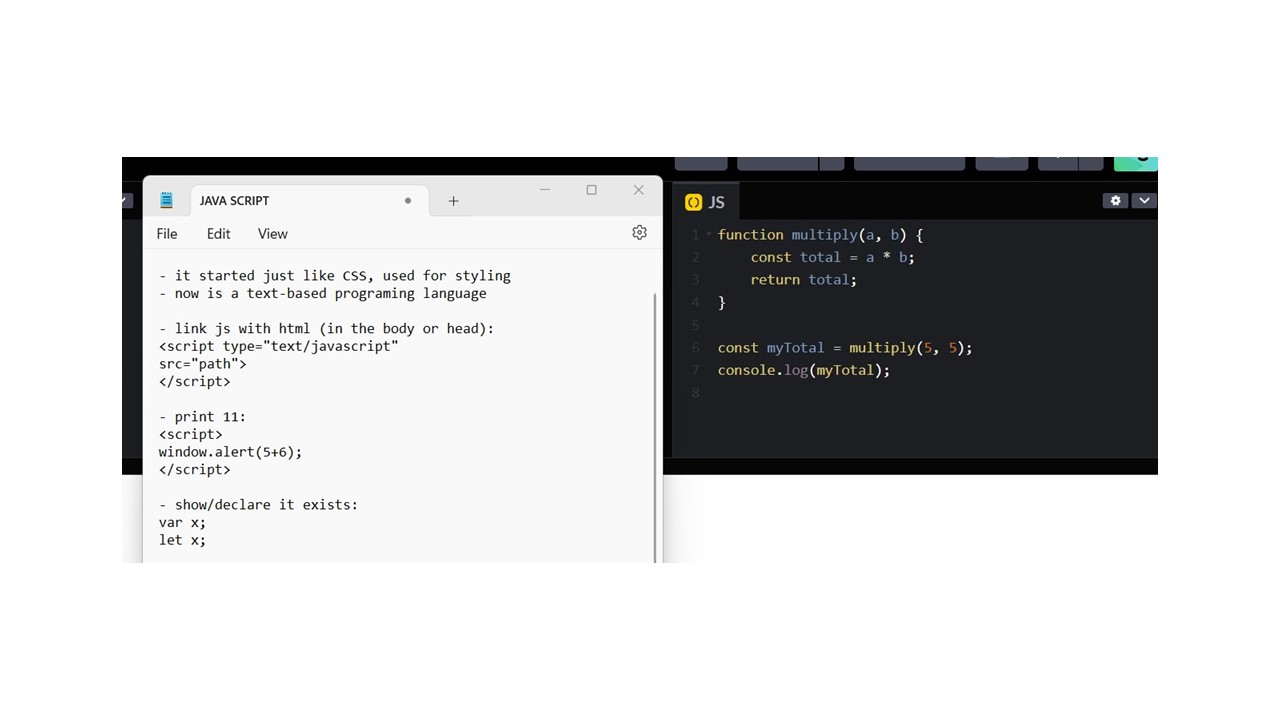 JAVA SCRIPT
File Edit View
- it started just like CSS, used for styling
- now is a text-based programing language
- link js with html (in the body or head):
<script type="text/javascript"
src="path">
</script>
- print 11:
<script>
window.alert(5+6);
</script>
- show/declare it exists:
var x;
let x;
JS
1 function multiply(a, b) {
2 const total = a * b;
3 return total;
4 }
5
6 const myTotal = multiply(5, 5);
7 console.log(myTotal);
8